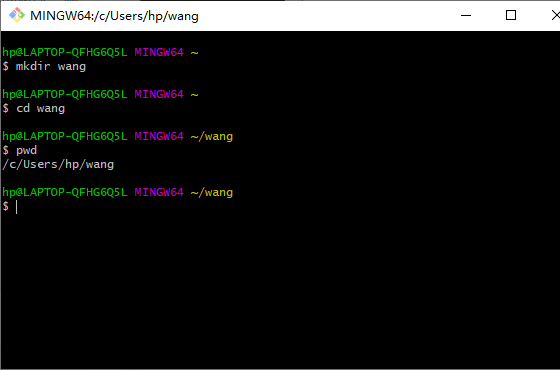 MINGW64:/c/Users/hp/wang
hp@LAPTOP-QFHG6Q5L MINGW64 ~
$ mkdir wang
hp@LAPTOP-QFHG6Q5L MINGW64 ~
$ cd wang
hp@LAPTOP-QFHG6Q5L MINGW64 ~/wang
$ pwd
/c/Users/hp/wang
hp@LAPTOP-QFHG6Q5L MINGW64 ~/wang
$